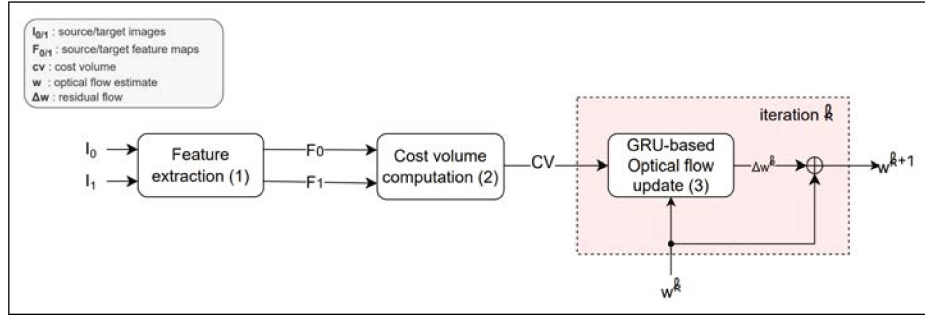 I0/1 : source/target images
F0/1 : source/target feature maps
cv : cost volume
w : optical flow estimate
Δw : residual flow
iteration k
I0
I1
Feature
extraction (1)
F0
F1
Cost volume
computation (2)
CV
GRU-based
Optical flow
update (3)
Δw^k
w^k+1
w^k